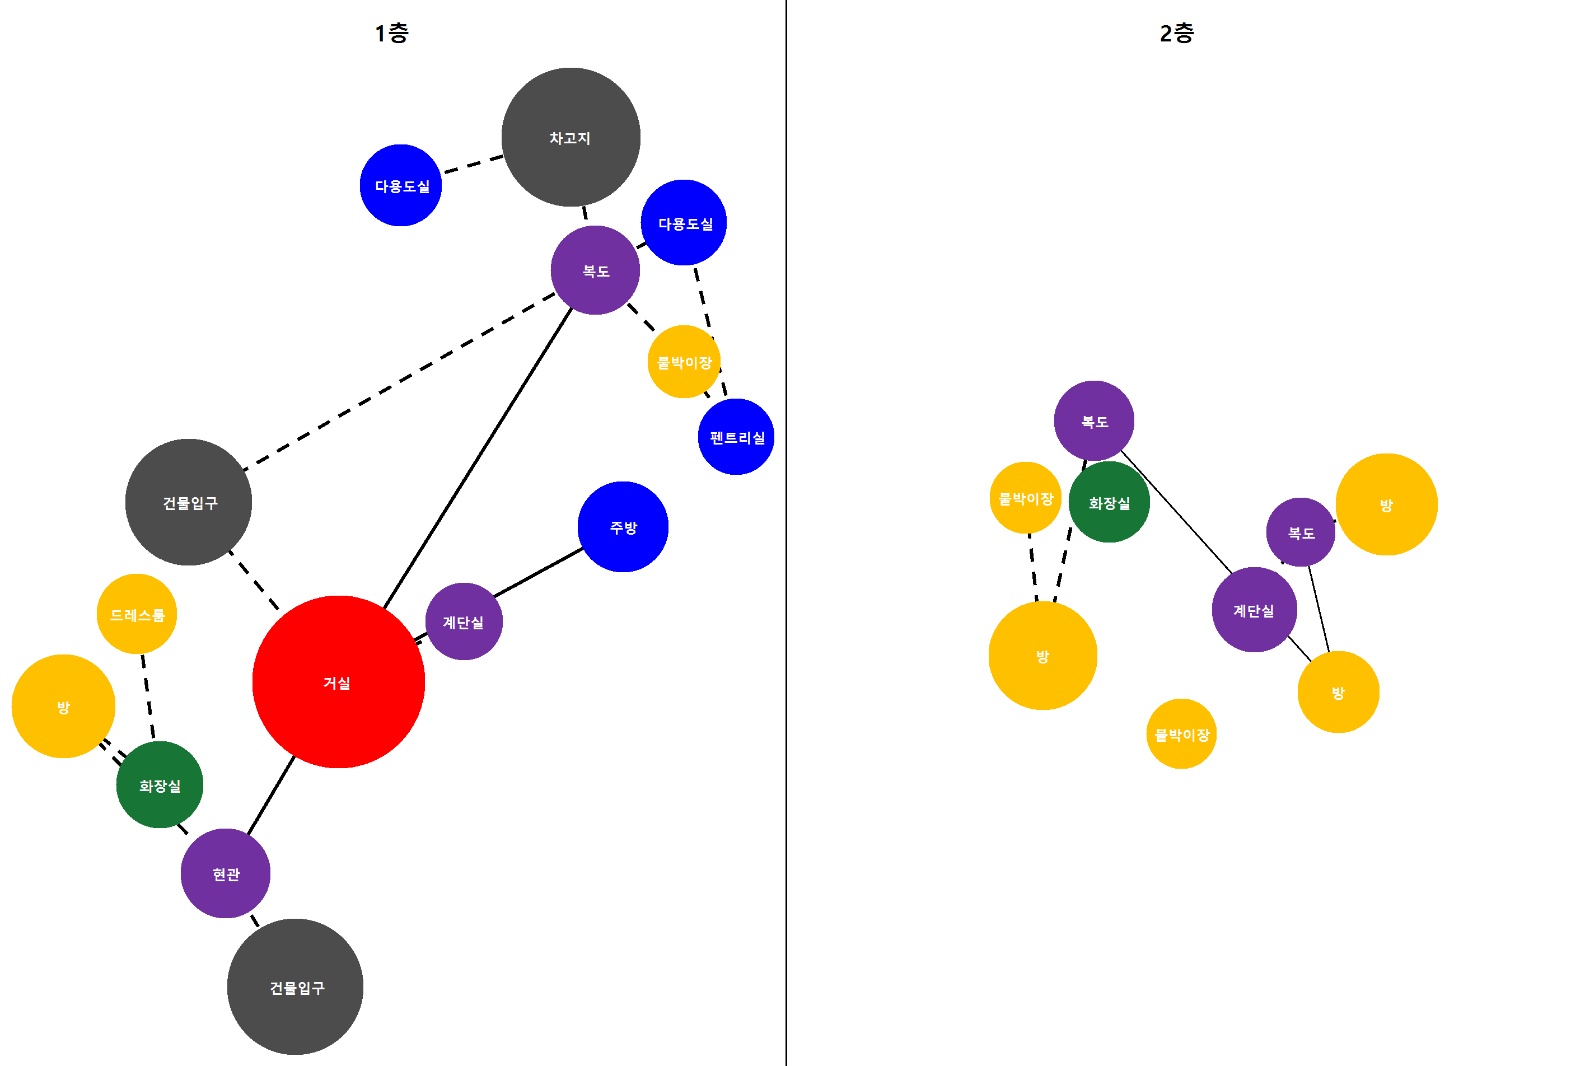 1층
차고지
다용도실
다용도실
복도
붙박이장
펜트리실
건물입구
주방
드레스룸
계단실
거실
방
화장실
현관
건물입구
2층
복도
붙박이장
화장실
방
복도
계단실
방
방
붙박이장